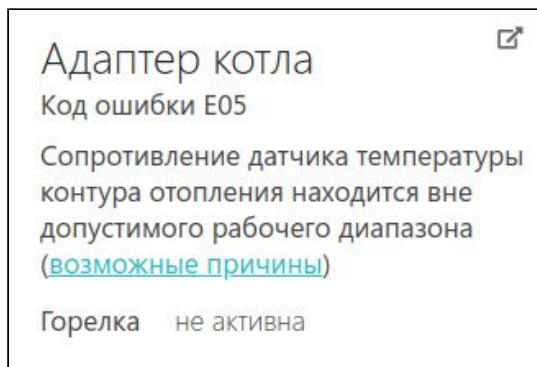 Адаптер котла
Код ошибки E05
Сопротивление датчика температуры
контура отопления находится вне
допустимого рабочего диапазона
(возможные причины)
Горелка не активна